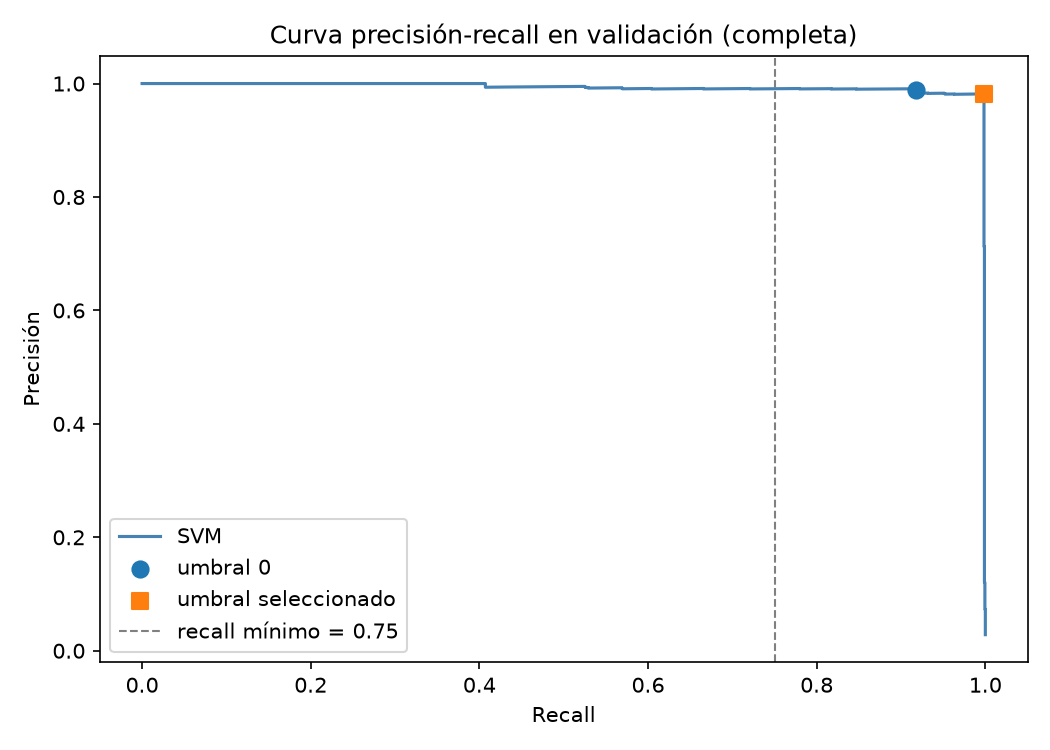 Curva precisión-recall en validación (completa)
1.0
0.8
0.6
0.4
0.2
0.0
Precisión
SVM
umbral 0
umbral seleccionado
recall mínimo = 0.75
0.0 0.2 0.4 0.6 0.8 1.0
Recall